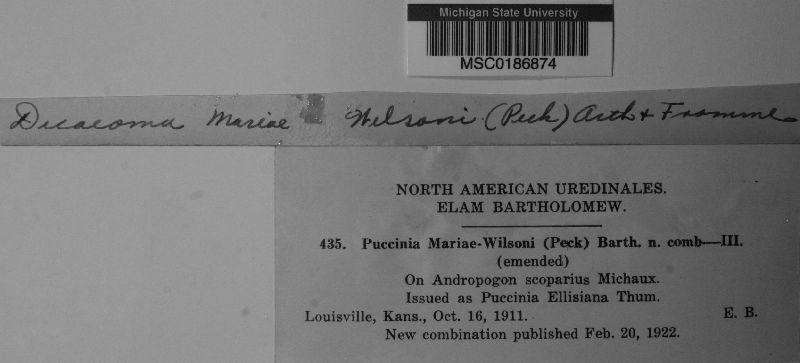 Michigan State University
MSC0186874
Dicaeoma Mariae Wilsoni (Peck) Arth + Fromme
NORTH AMERICAN UREDINALES.
ELAM BARTHOLOMEW.
435. Puccinia Mariae-Wilsoni (Peck) Barth. n. comb—III.
(emended)
On Andropogon scoparius Michaux.
Issued as Puccinia Ellisiana Thum.
Louisville, Kans., Oct. 16, 1911. E. B.
New combination published Feb. 20, 1922.